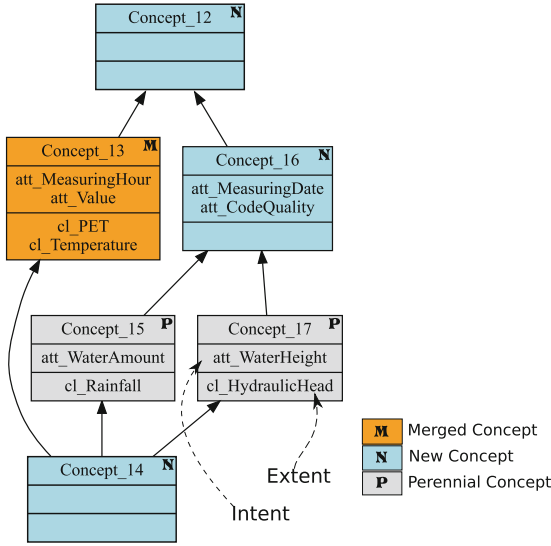 Concept_12 N
Concept_13 M
att_MeasuringHour
att_Value
cl_PET
cl_Temperature
Concept_16 N
att_MeasuringDate
att_CodeQuality
Concept_15 P
att_WaterAmount
cl_Rainfall
Concept_17 P
att_WaterHeight
cl_HydraulicHead
Concept_14 N
Extent
Intent
M Merged Concept
N New Concept
P Perennial Concept